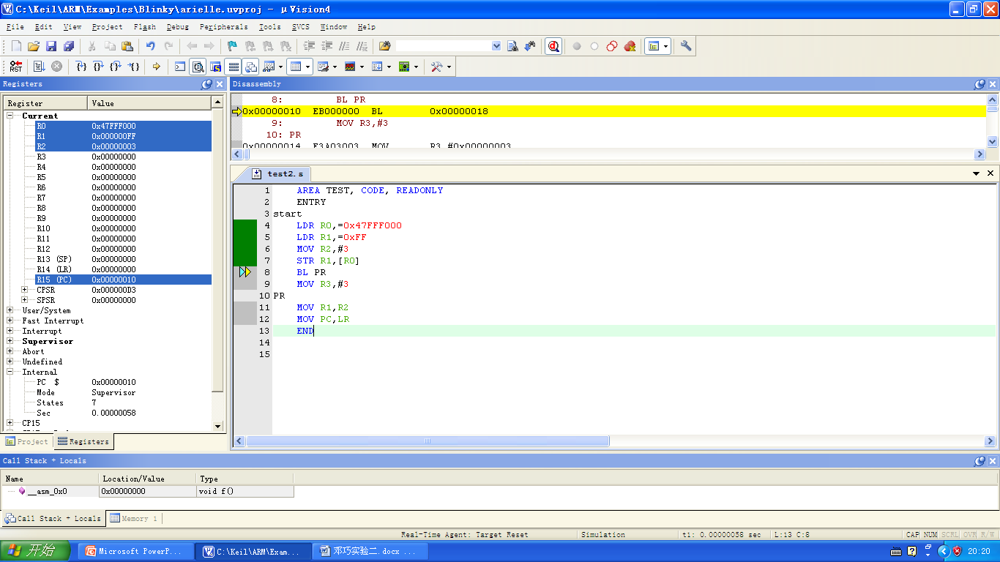 C:\Keil\ARM\Examples\Blinky\arielle.uvproj - µVision4
File Edit View Project Flash Debug Peripherals Tools SVCS Window Help
RST
Registers
Register Value
Current
R0 0x47FFF000
R1 0x000000FF
R2 0x00000003
R3 0x00000000
R4 0x00000000
R5 0x00000000
R6 0x00000000
R7 0x00000000
R8 0x00000000
R9 0x00000000
R10 0x00000000
R11 0x00000000
R12 0x00000000
R13 (SP) 0x00000000
R14 (LR) 0x00000000
R15 (PC) 0x00000010
CPSR 0x000000D3
SPSR 0x00000000
User/System
Fast Interrupt
Interrupt
Supervisor
Abort
Undefined
Internal
PC $ 0x00000010
Mode Supervisor
States 7
Sec 0.00000058
CP15
Project Registers
Disassembly
8: BL PR
0x00000010 EB000000 BL 0x00000018
9: MOV R3,#3
10: PR
0x00000014 E3A03003 MOV R3,#0x00000003
test2.s
1 AREA TEST, CODE, READONLY
2 ENTRY
3 start
4 LDR R0,=0x47FFF000
5 LDR R1,=0xFF
6 MOV R2,#3
7 STR R1,[R0]
8 BL PR
9 MOV R3,#3
10 PR
11 MOV R1,R2
12 MOV PC,LR
13 END
14
15
Call Stack + Locals
Name Location/Value Type
__asm_0x0 0x00000000 void f()
Call Stack + Locals Memory 1
Real-Time Agent: Target Reset Simulation t1: 0.00000058 sec L:13 C:8 CAP NUM SCRL OVR R/W
开始 Microsoft PowerP... C:\Keil\ARM\Exam... 邓巧实验二.docx ... 20:20